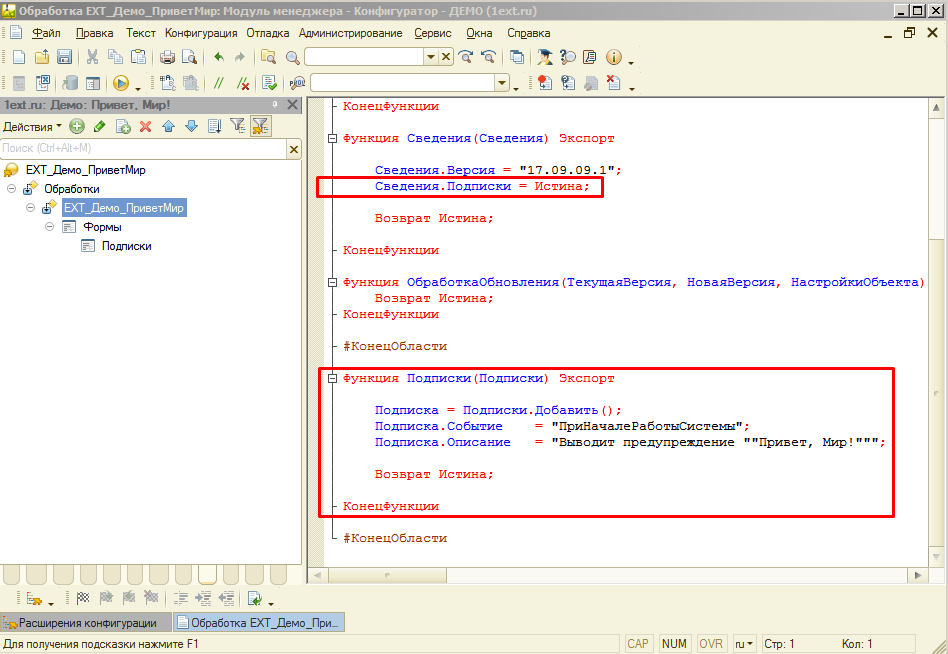 Обработка EXT_Демо_ПриветМир: Модуль менеджера - Конфигуратор - ДЕМО (1ext.ru)
Файл Правка Текст Конфигурация Отладка Администрирование Сервис Окна Справка
1ext.ru: Демо: Привет, Мир!
Действия
Поиск (Ctrl+Alt+M)
EXT_Демо_ПриветМир
Обработки
EXT_Демо_ПриветМир
Формы
Подписки
КонецФункции
Функция Сведения(Сведения) Экспорт
Сведения.Версия = "17.09.09.1";
Сведения.Подписки = Истина;
Возврат Истина;
КонецФункции
Функция ОбработкаОбновления(ТекущаяВерсия, НоваяВерсия, НастройкиОбъекта)
Возврат Истина;
КонецФункции
#КонецОбласти
Функция Подписки(Подписки) Экспорт
Подписка = Подписки.Добавить();
Подписка.Событие = "ПриНачалеРаботыСистемы";
Подписка.Описание = "Выводит предупреждение ""Привет, Мир!""";
Возврат Истина;
КонецФункции
#КонецОбласти
Расширения конфигурации
Обработка EXT_Демо_При...
Для получения подсказки нажмите F1
CAP NUM OVR ru Стр: 1 Кол: 1